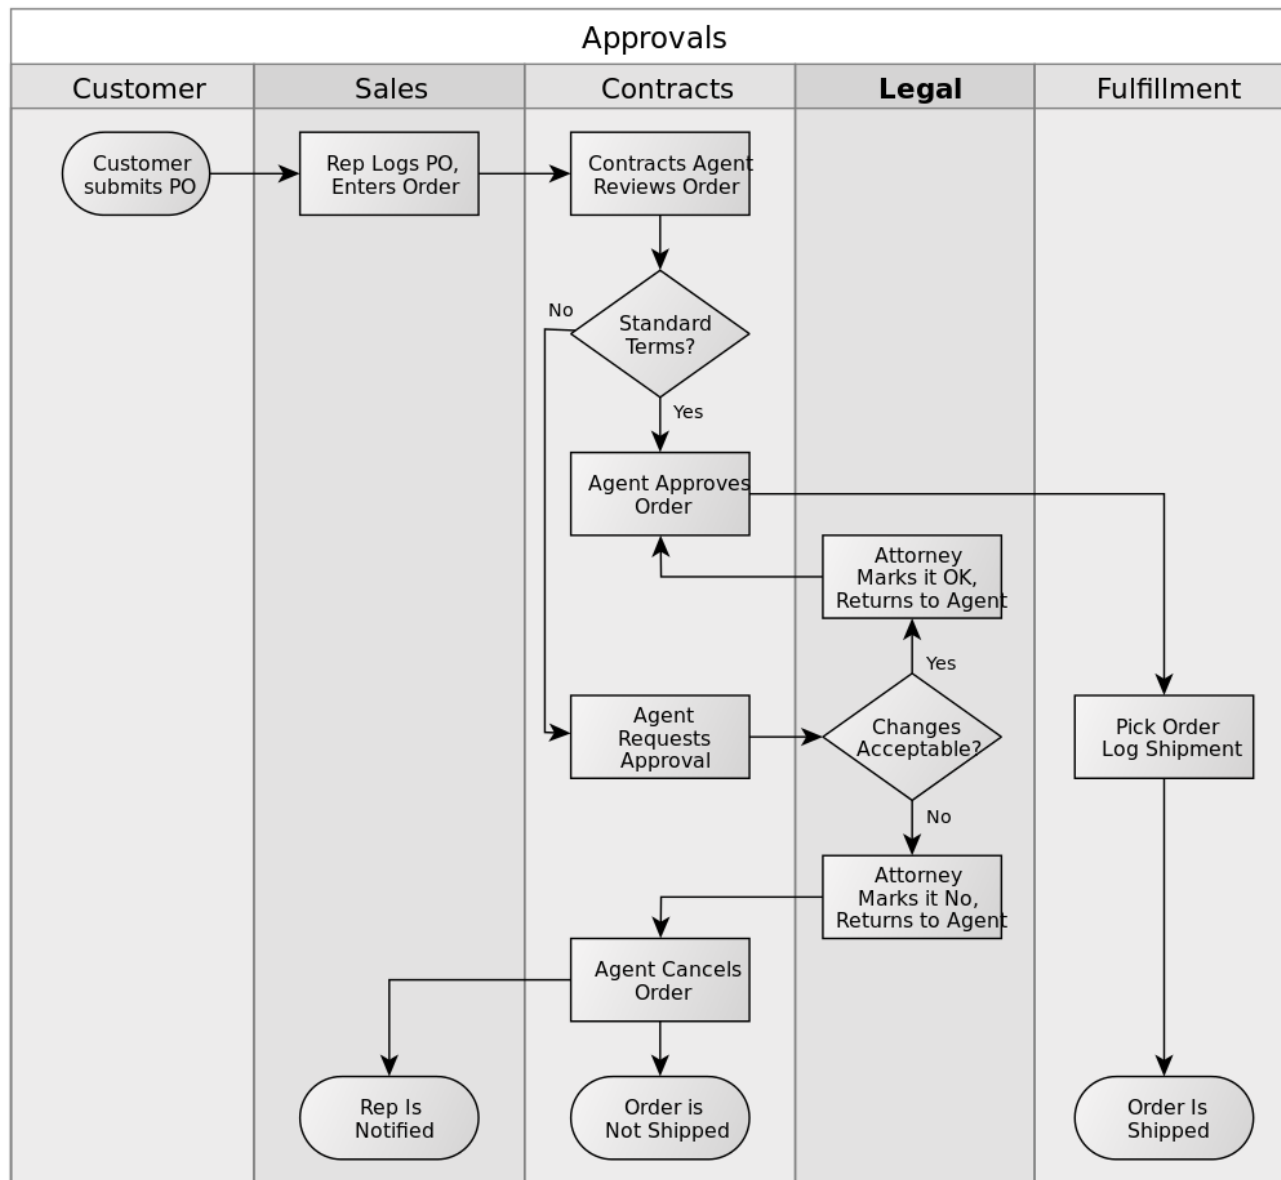 Approvals
Customer
Sales
Contracts
Legal
Fulfillment
Customer
submits PO
Rep Logs PO,
Enters Order
Contracts Agent
Reviews Order
No
Standard
Terms?
Yes
Agent Approves
Order
Attorney
Marks it OK,
Returns to Agent
Yes
Agent
Requests
Approval
Changes
Acceptable?
Pick Order
Log Shipment
No
Attorney
Marks it No,
Returns to Agent
Agent Cancels
Order
Rep Is
Notified
Order is
Not Shipped
Order Is
Shipped